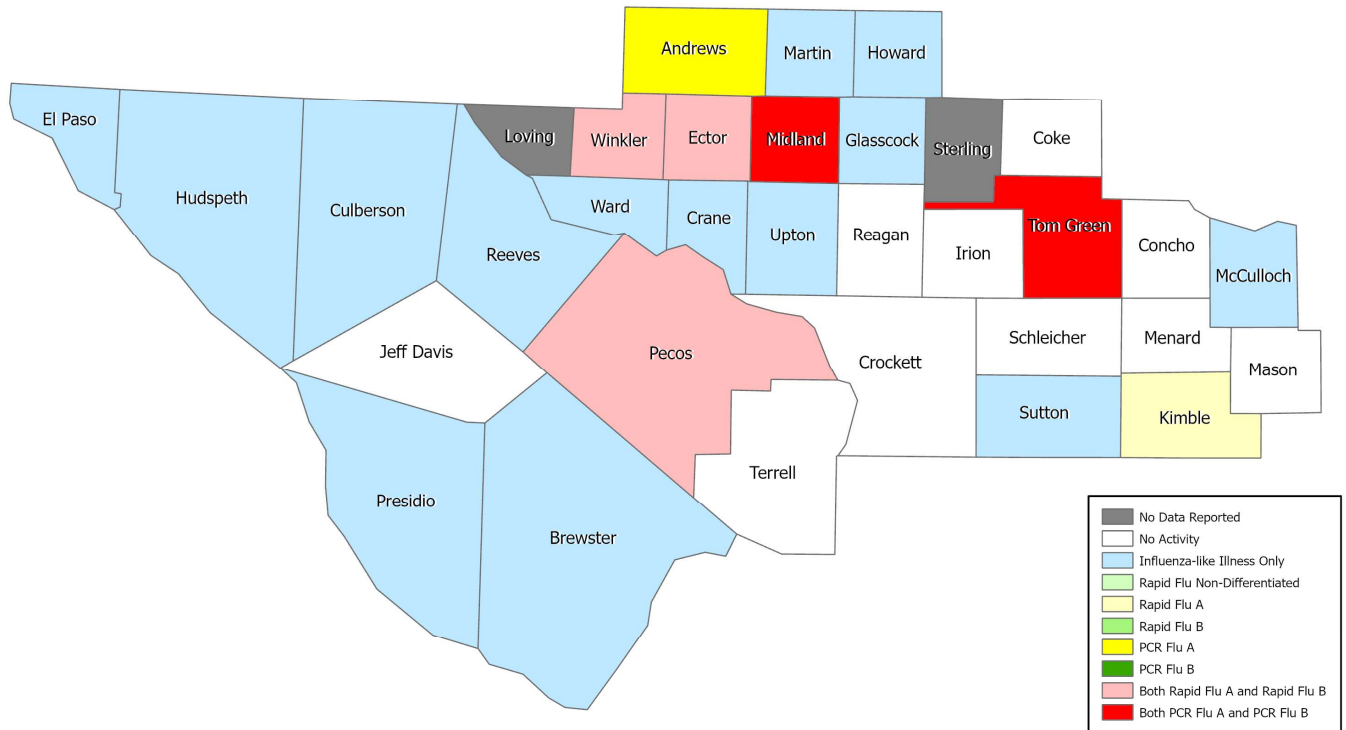 Andrews
Martin
Howard
El Paso
Hudspeth
Culberson
Loving
Winkler
Ector
Midland
Glasscock
Sterling
Coke
Reeves
Ward
Crane
Upton
Reagan
Irion
Tom Green
Concho
McCulloch
Jeff Davis
Pecos
Crockett
Schleicher
Menard
Mason
Sutton
Kimble
Presidio
Brewster
Terrell
No Data Reported
No Activity
Influenza-like Illness Only
Rapid Flu Non-Differentiated
Rapid Flu A
Rapid Flu B
PCR Flu A
PCR Flu B
Both Rapid Flu A and Rapid Flu B
Both PCR Flu A and PCR Flu B